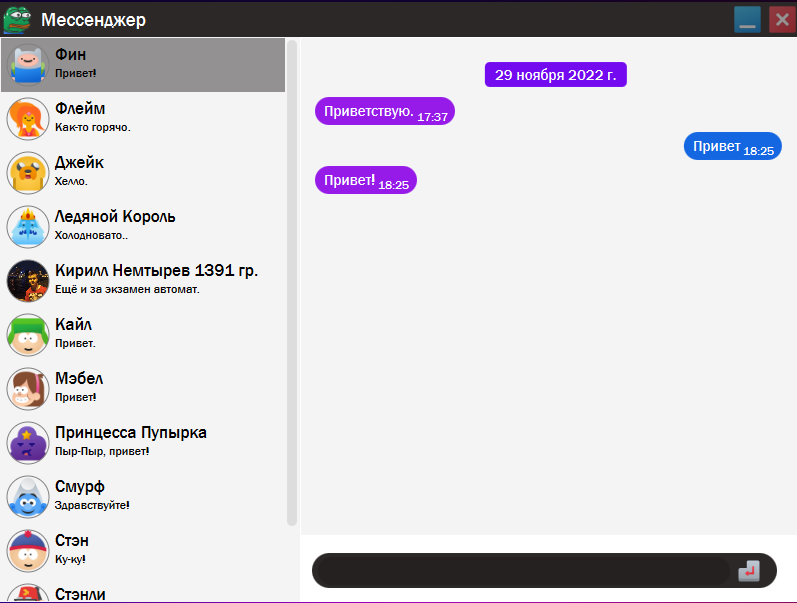 Мессенджер
Фин
Привет!
Флейм
Как-то горячо.
Джейк
Хелло.
Ледяной Король
Холодновато..
Кирилл Немтырев 1391 гр.
Ещё и за экзамен автомат.
Кайл
Привет.
Мэбел
Привет!
Принцесса Пупырка
Пыр-Пыр, привет!
Смурф
Здравствуйте!
Стэн
Ку-ку!
Стэнли
29 ноября 2022 г.
Приветствую. 17:37
Привет 18:25
Привет! 18:25